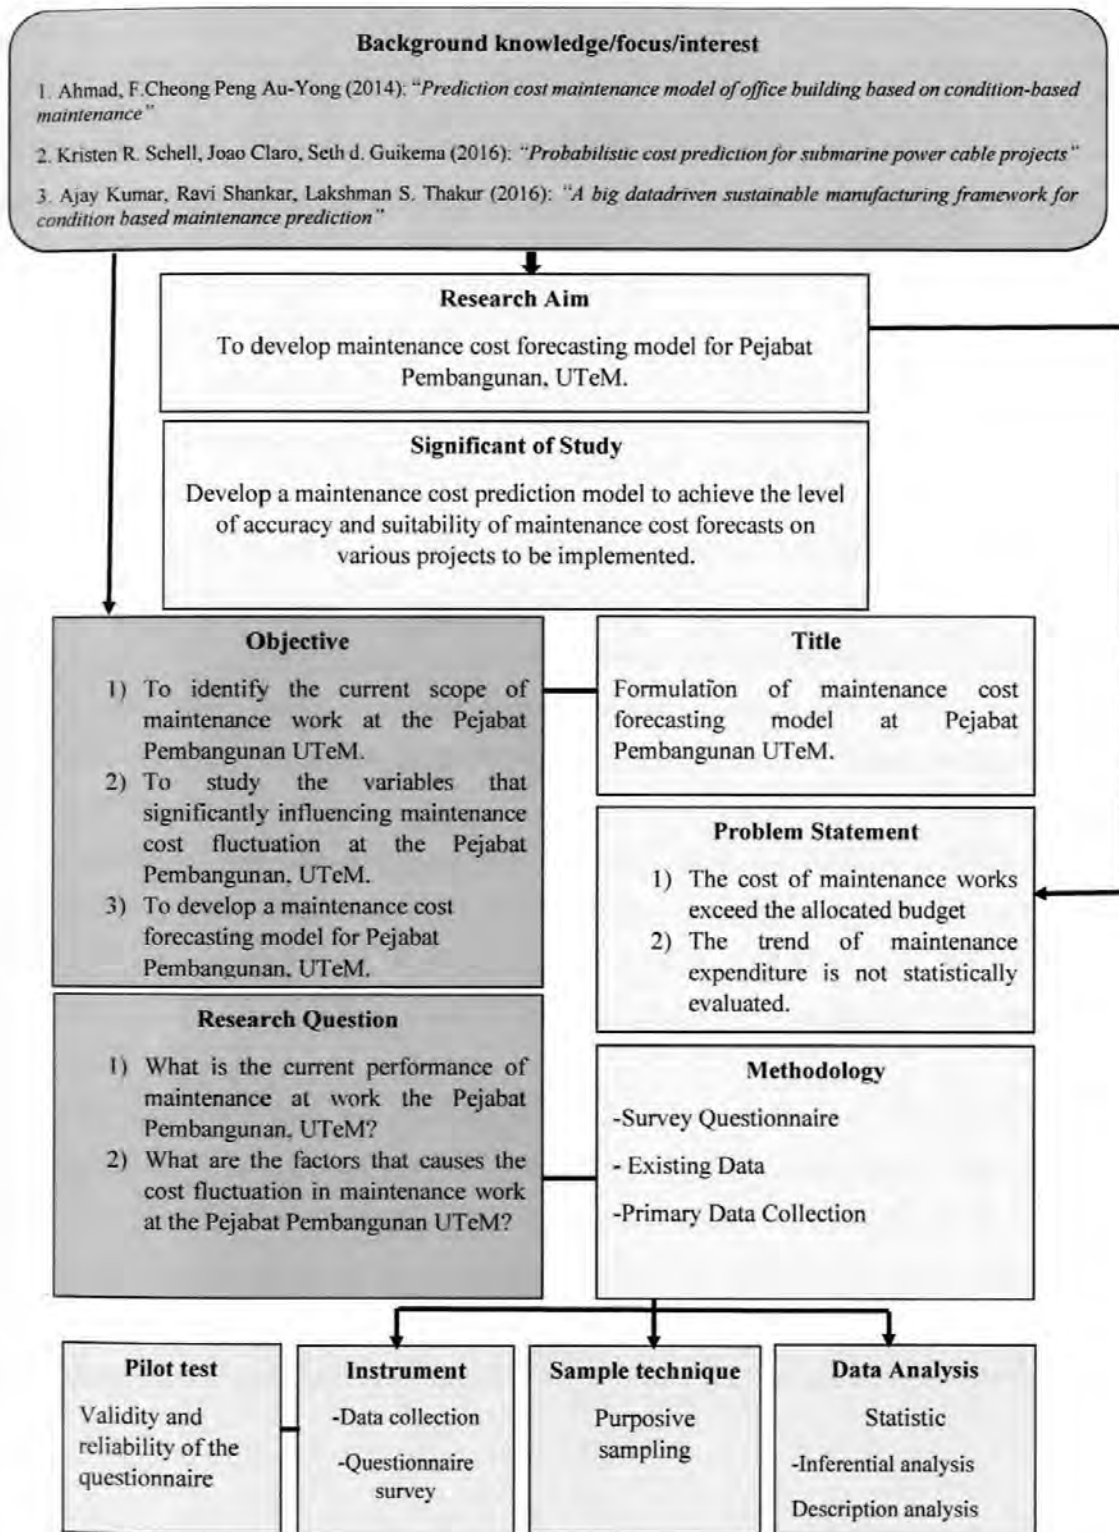 Background knowledge/focus/interest
1. Ahmad, F.Cheong Peng Au-Yong (2014): "Prediction cost maintenance model of office building based on condition-based
maintenance"
2. Kristen R. Schell, Joao Claro, Seth d. Guikema (2016): "Probabilistic cost prediction for submarine power cable projects"
3. Ajay Kumar, Ravi Shankar, Lakshman S. Thakur (2016): "A big datadriven sustainable manufacturing framework for
condition based maintenance prediction"
Research Aim
To develop maintenance cost forecasting model for Pejabat
Pembangunan, UTeM.
Significant of Study
Develop a maintenance cost prediction model to achieve the level
of accuracy and suitability of maintenance cost forecasts on
various projects to be implemented.
Objective
1) To identify the current scope of
maintenance work at the Pejabat
Pembangunan UTeM.
2) To study the variables that
significantly influencing maintenance
cost fluctuation at the Pejabat
Pembangunan, UTeM.
3) To develop a maintenance cost
forecasting model for Pejabat
Pembangunan, UTeM.
Title
Formulation of maintenance cost
forecasting model at Pejabat
Pembangunan UTeM.
Problem Statement
1) The cost of maintenance works
exceed the allocated budget
2) The trend of maintenance
expenditure is not statistically
evaluated.
Research Question
1) What is the current performance of
maintenance at work the Pejabat
Pembangunan, UTeM?
2) What are the factors that causes the
cost fluctuation in maintenance work
at the Pejabat Pembangunan UTeM?
Methodology
-Survey Questionnaire
- Existing Data
-Primary Data Collection
Pilot test
Validity and
reliability of the
questionnaire
Instrument
-Data collection
-Questionnaire
survey
Sample technique
Purposive
sampling
Data Analysis
Statistic
-Inferential analysis
Description analysis